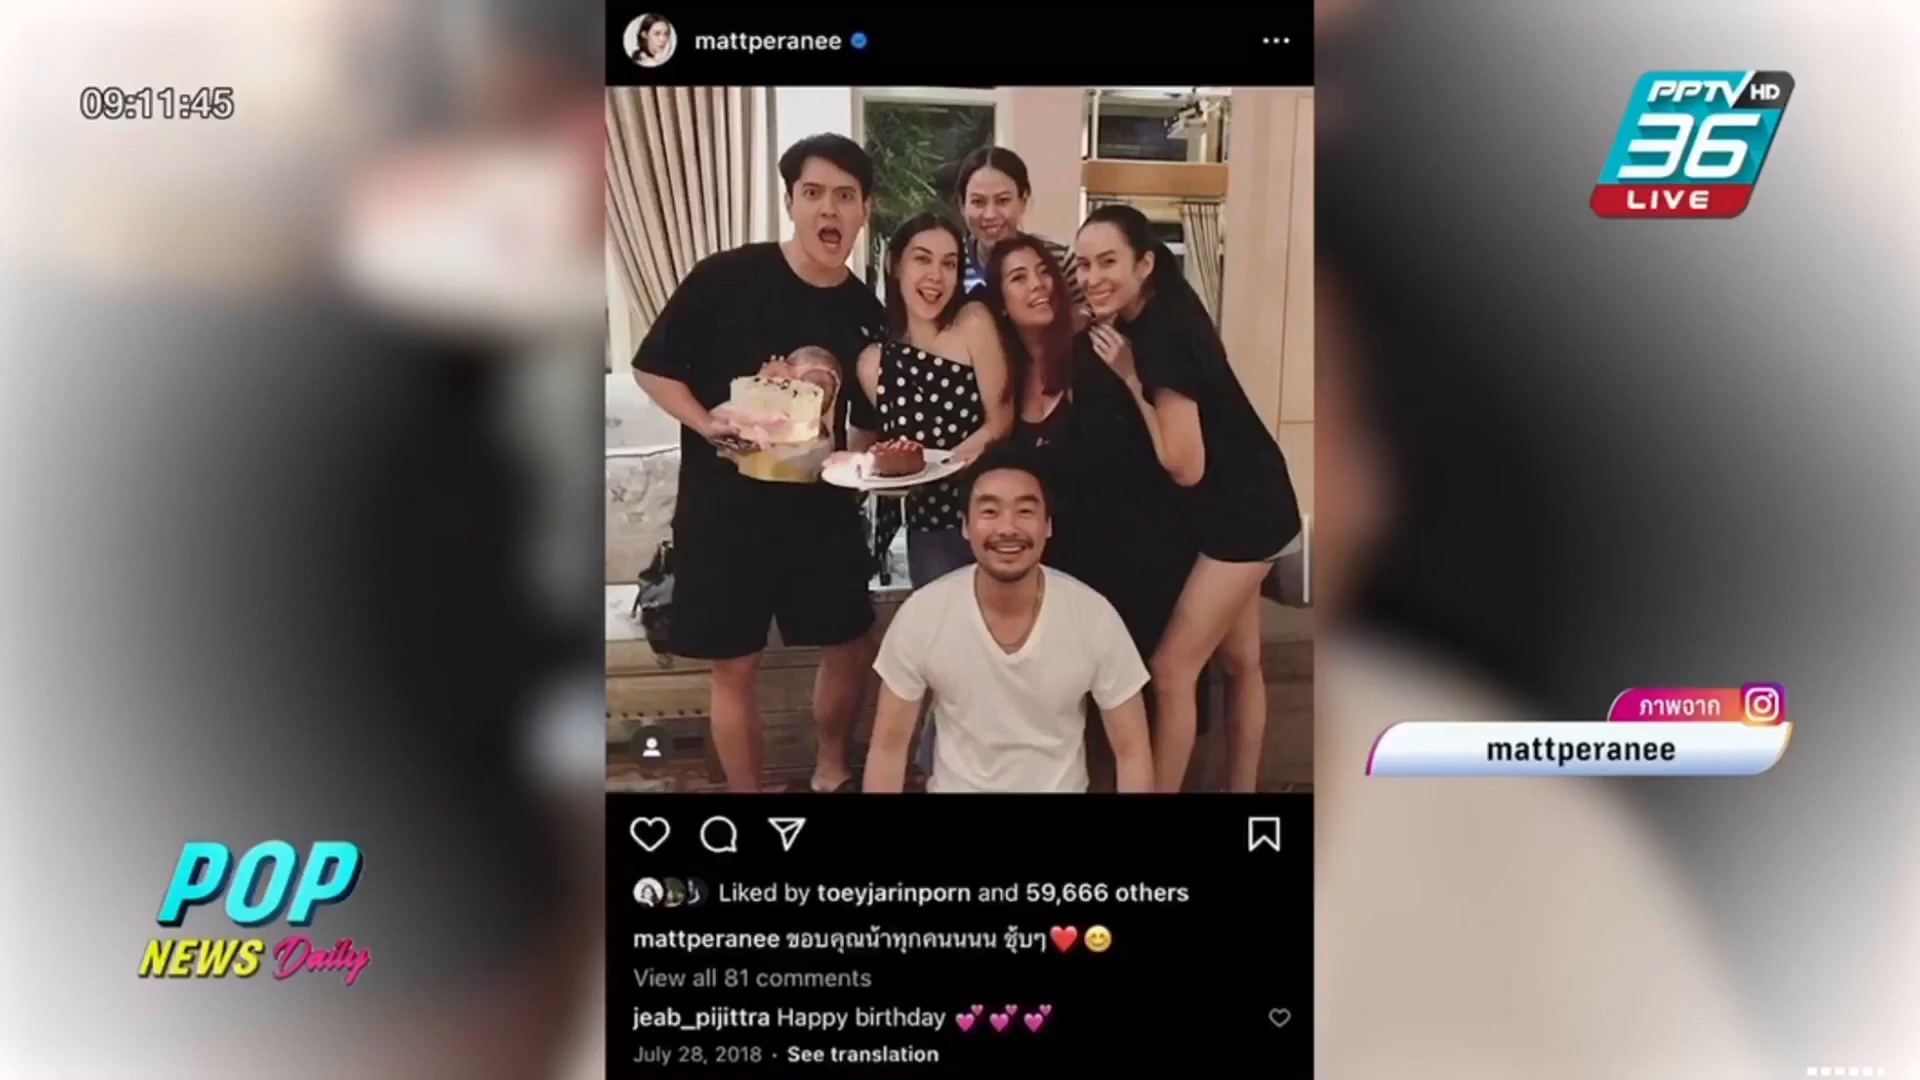 mattperanee
09:11:45
PPTV HD
36
LIVE
ภาพจาก
mattperanee
POP
NEWS Daily
Liked by toeyjarinporn and 59,666 others
mattperanee ขอบคุณน้าทุกคนนนน ชุ้บๆ❤️😊
View all 81 comments
jeab_pijittra Happy birthday 💕💕💕
July 28, 2018 · See translation